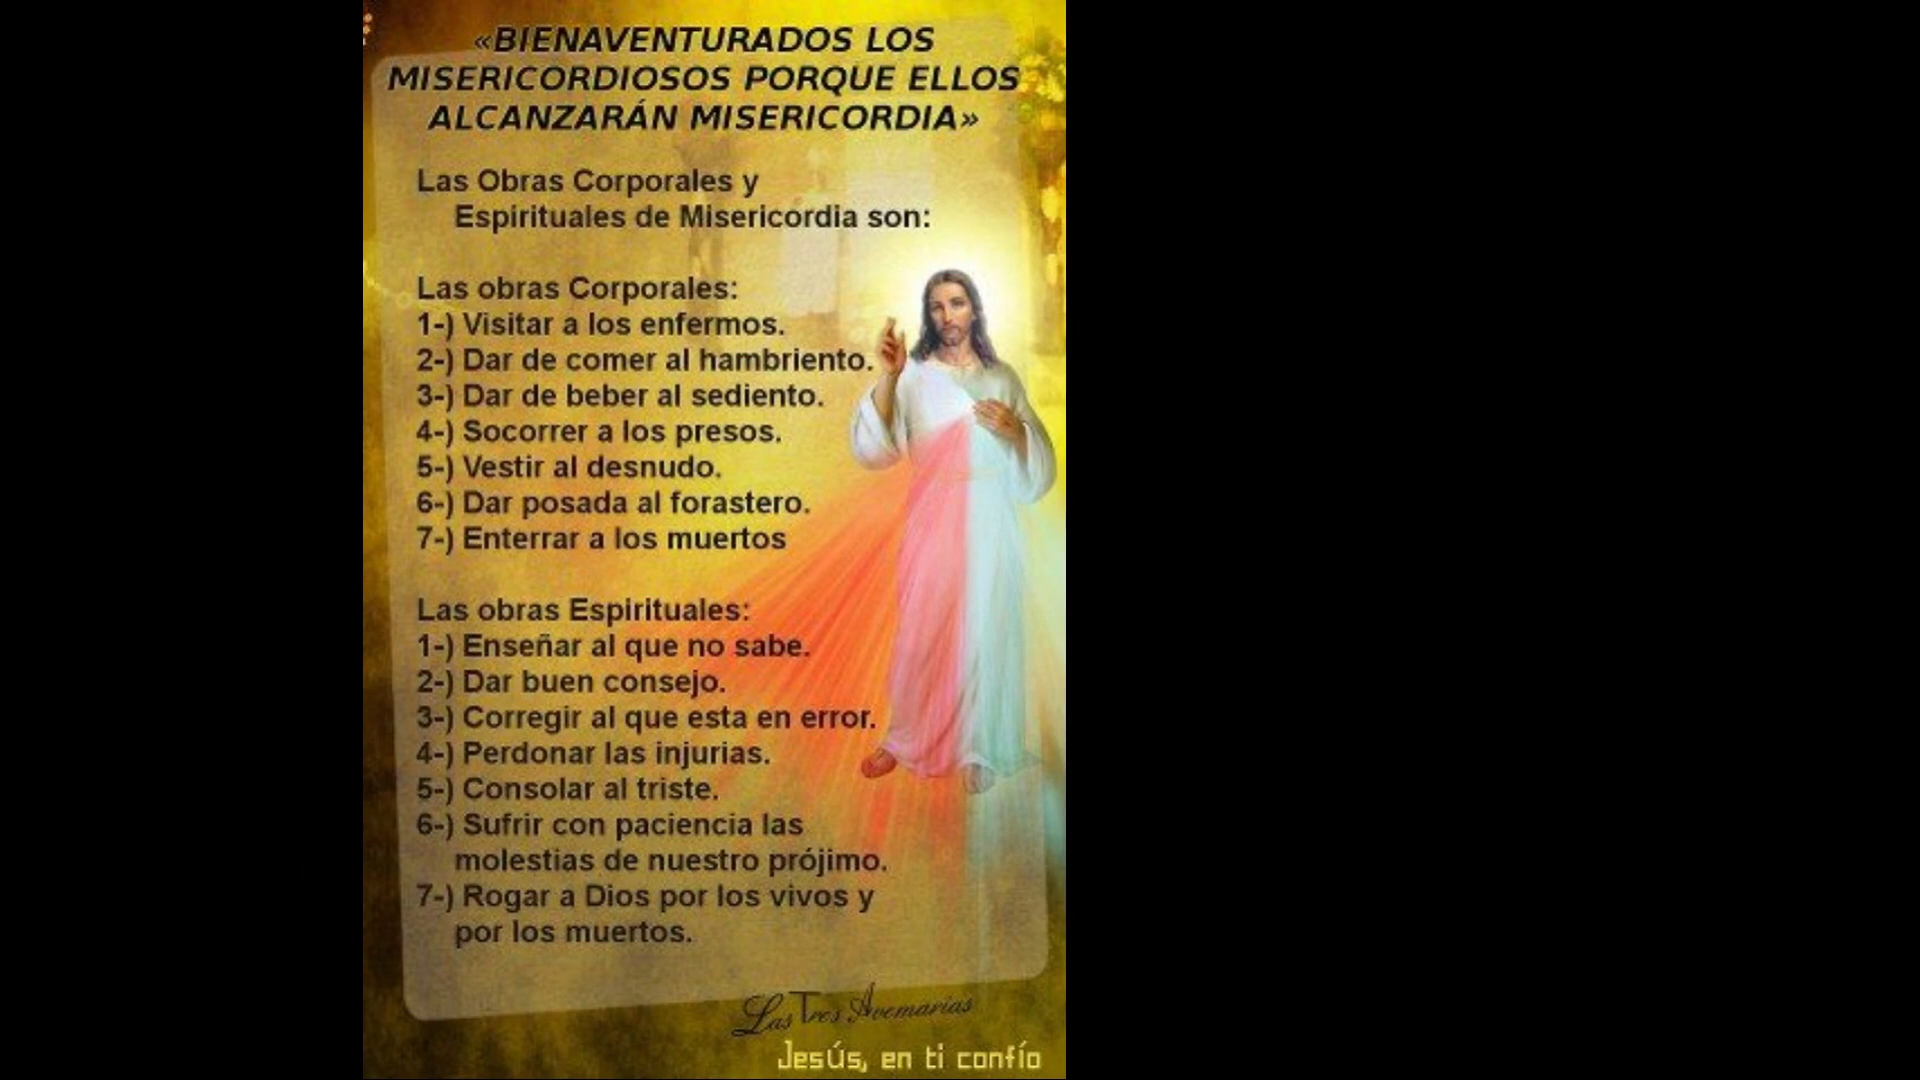 «BIENAVENTURADOS LOS
MISERICORDIOSOS PORQUE ELLOS
ALCANZARÁN MISERICORDIA»
Las Obras Corporales y
Espirituales de Misericordia son:
Las obras Corporales:
1-) Visitar a los enfermos.
2-) Dar de comer al hambriento.
3-) Dar de beber al sediento.
4-) Socorrer a los presos.
5-) Vestir al desnudo.
6-) Dar posada al forastero.
7-) Enterrar a los muertos
Las obras Espirituales:
1-) Enseñar al que no sabe.
2-) Dar buen consejo.
3-) Corregir al que esta en error.
4-) Perdonar las injurias.
5-) Consolar al triste.
6-) Sufrir con paciencia las
molestias de nuestro prójimo.
7-) Rogar a Dios por los vivos y
por los muertos.
Las Tres Avemarías
Jesús, en ti confío